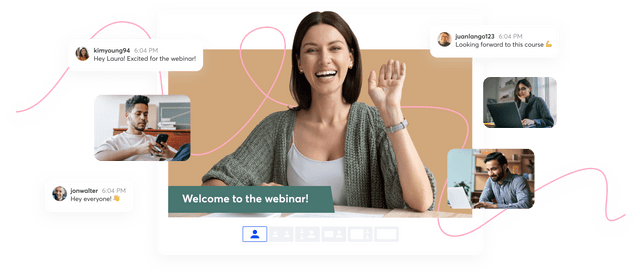 kimyoung94 6:04 PM
Hey Laura! Excited for the webinar!
juanlango123 6:04 PM
Looking forward to this course 💪
jonwalter 6:04 PM
Hey everyone! 👋
Welcome to the webinar!